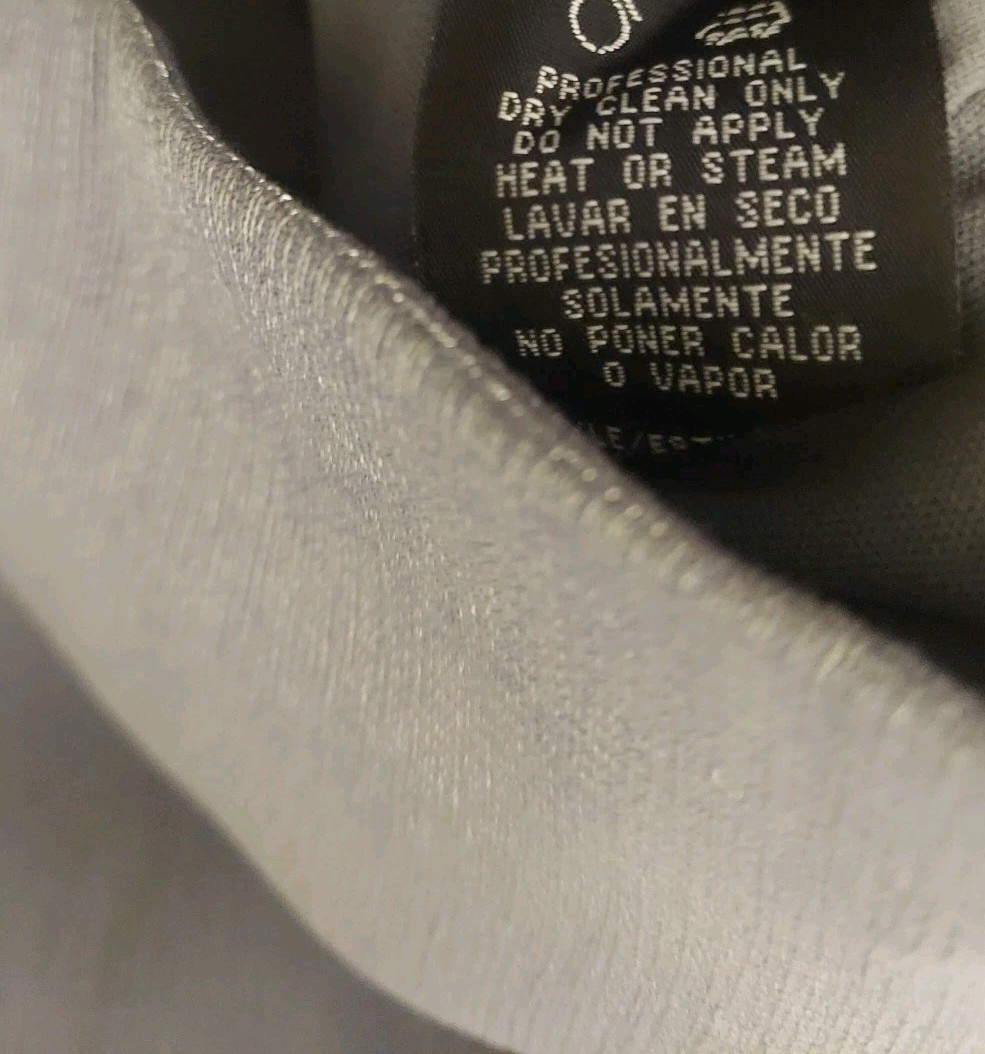 PROFESSIONAL
DRY CLEAN ONLY
DO NOT APPLY
HEAT OR STEAM
LAVAR EN SECO
PROFESIONALMENTE
SOLAMENTE
NO PONER CALOR
O VAPOR